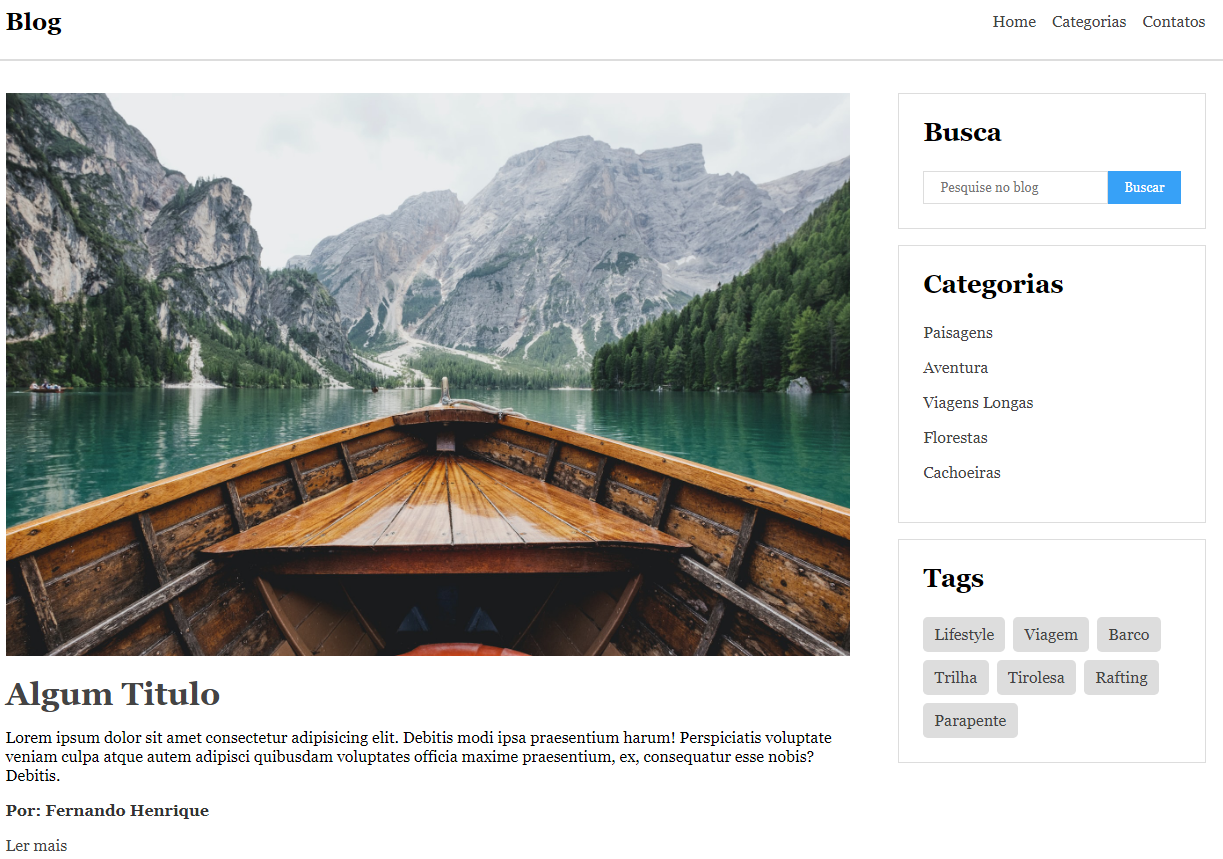 Blog
Home Categorias Contatos
Algum Titulo
Lorem ipsum dolor sit amet consectetur adipisicing elit. Debitis modi ipsa praesentium harum! Perspiciatis voluptate
veniam culpa atque autem adipisci quibusdam voluptates officia maxime praesentium, ex, consequatur esse nobis?
Debitis.
Por: Fernando Henrique
Ler mais
Busca
Pesquise no blog Buscar
Categorias
Paisagens
Aventura
Viagens Longas
Florestas
Cachoeiras
Tags
Lifestyle Viagem Barco
Trilha Tirolesa Rafting
Parapente